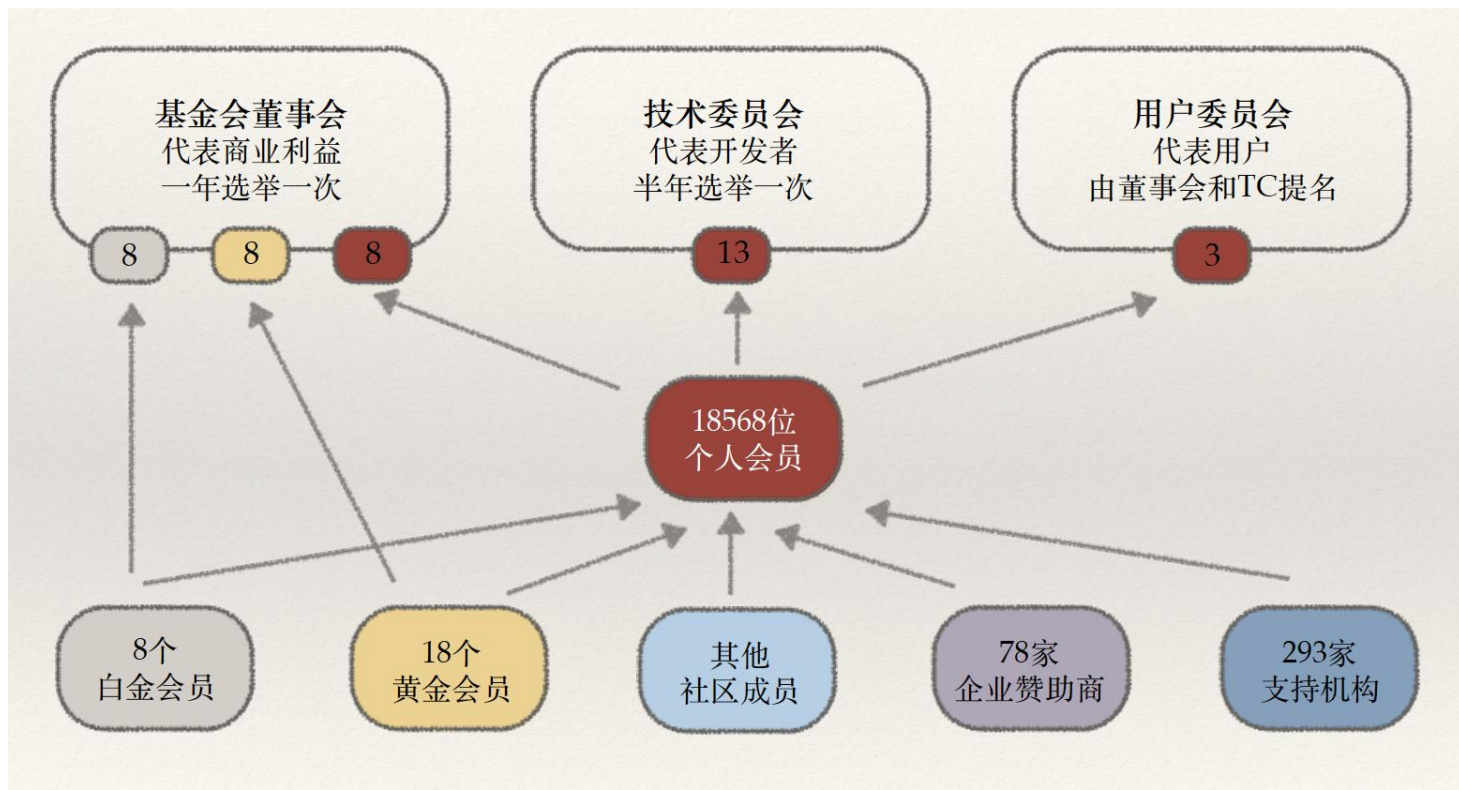 基金会董事会
代表商业利益
一年选举一次
8
8
8
技术委员会
代表开发者
半年选举一次
13
用户委员会
代表用户
由董事会和TC提名
3
18568位
个人会员
8个
白金会员
18个
黄金会员
其他
社区成员
78家
企业赞助商
293家
支持机构